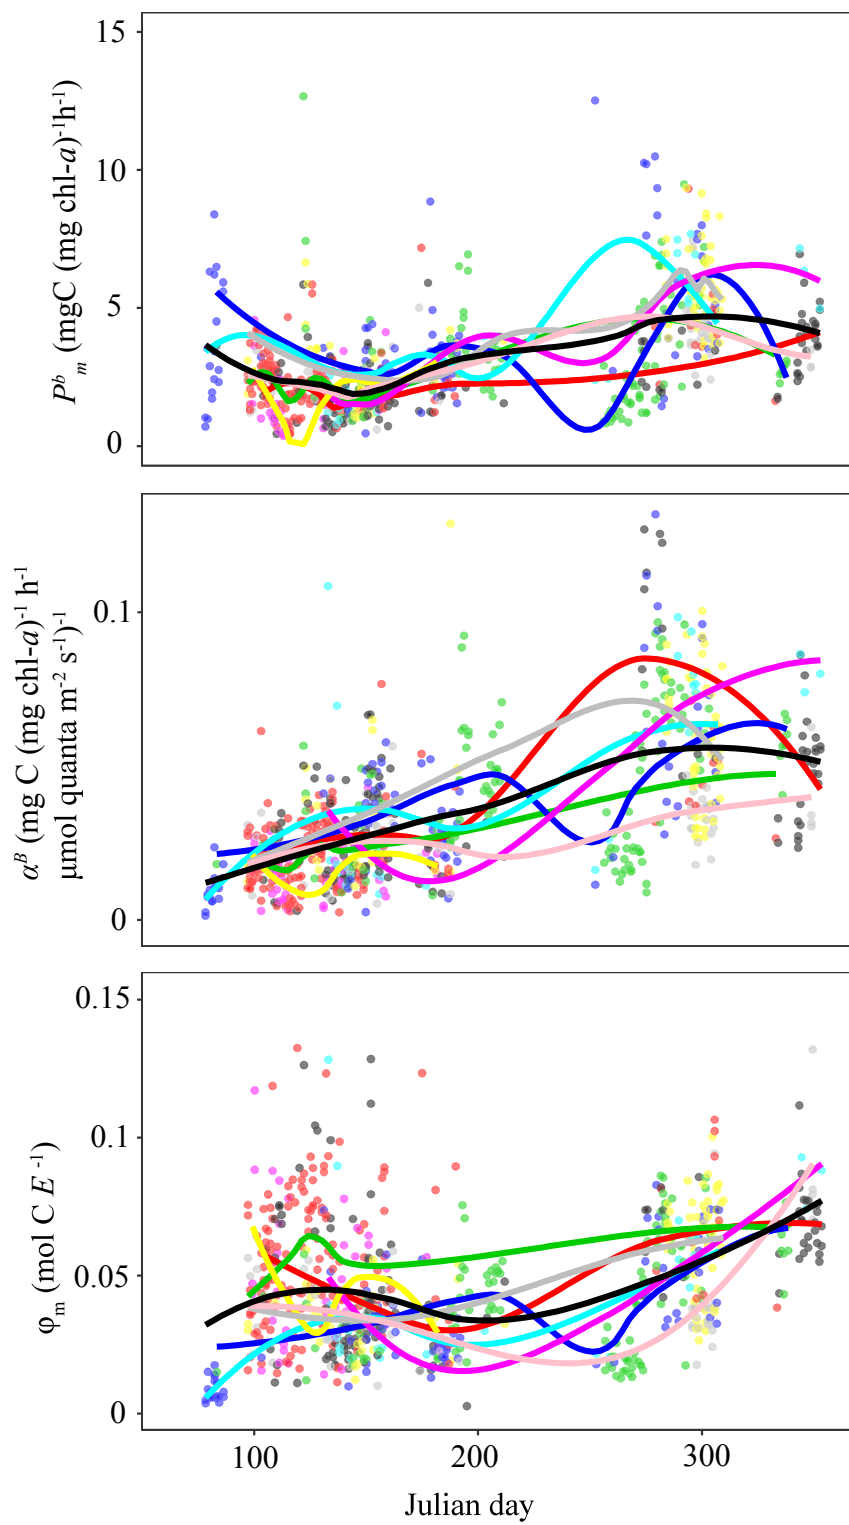 15
10
5
0
P^b_m (mgC (mg chl-a)^-1h^-1)
0.1
0
α^B (mg C (mg chl-a)^-1 h^-1
μmol quanta m^-2 s^-1)^-1
0.15
0.1
0.05
0
φ_m (mol C E^-1)
100 200 300
Julian day